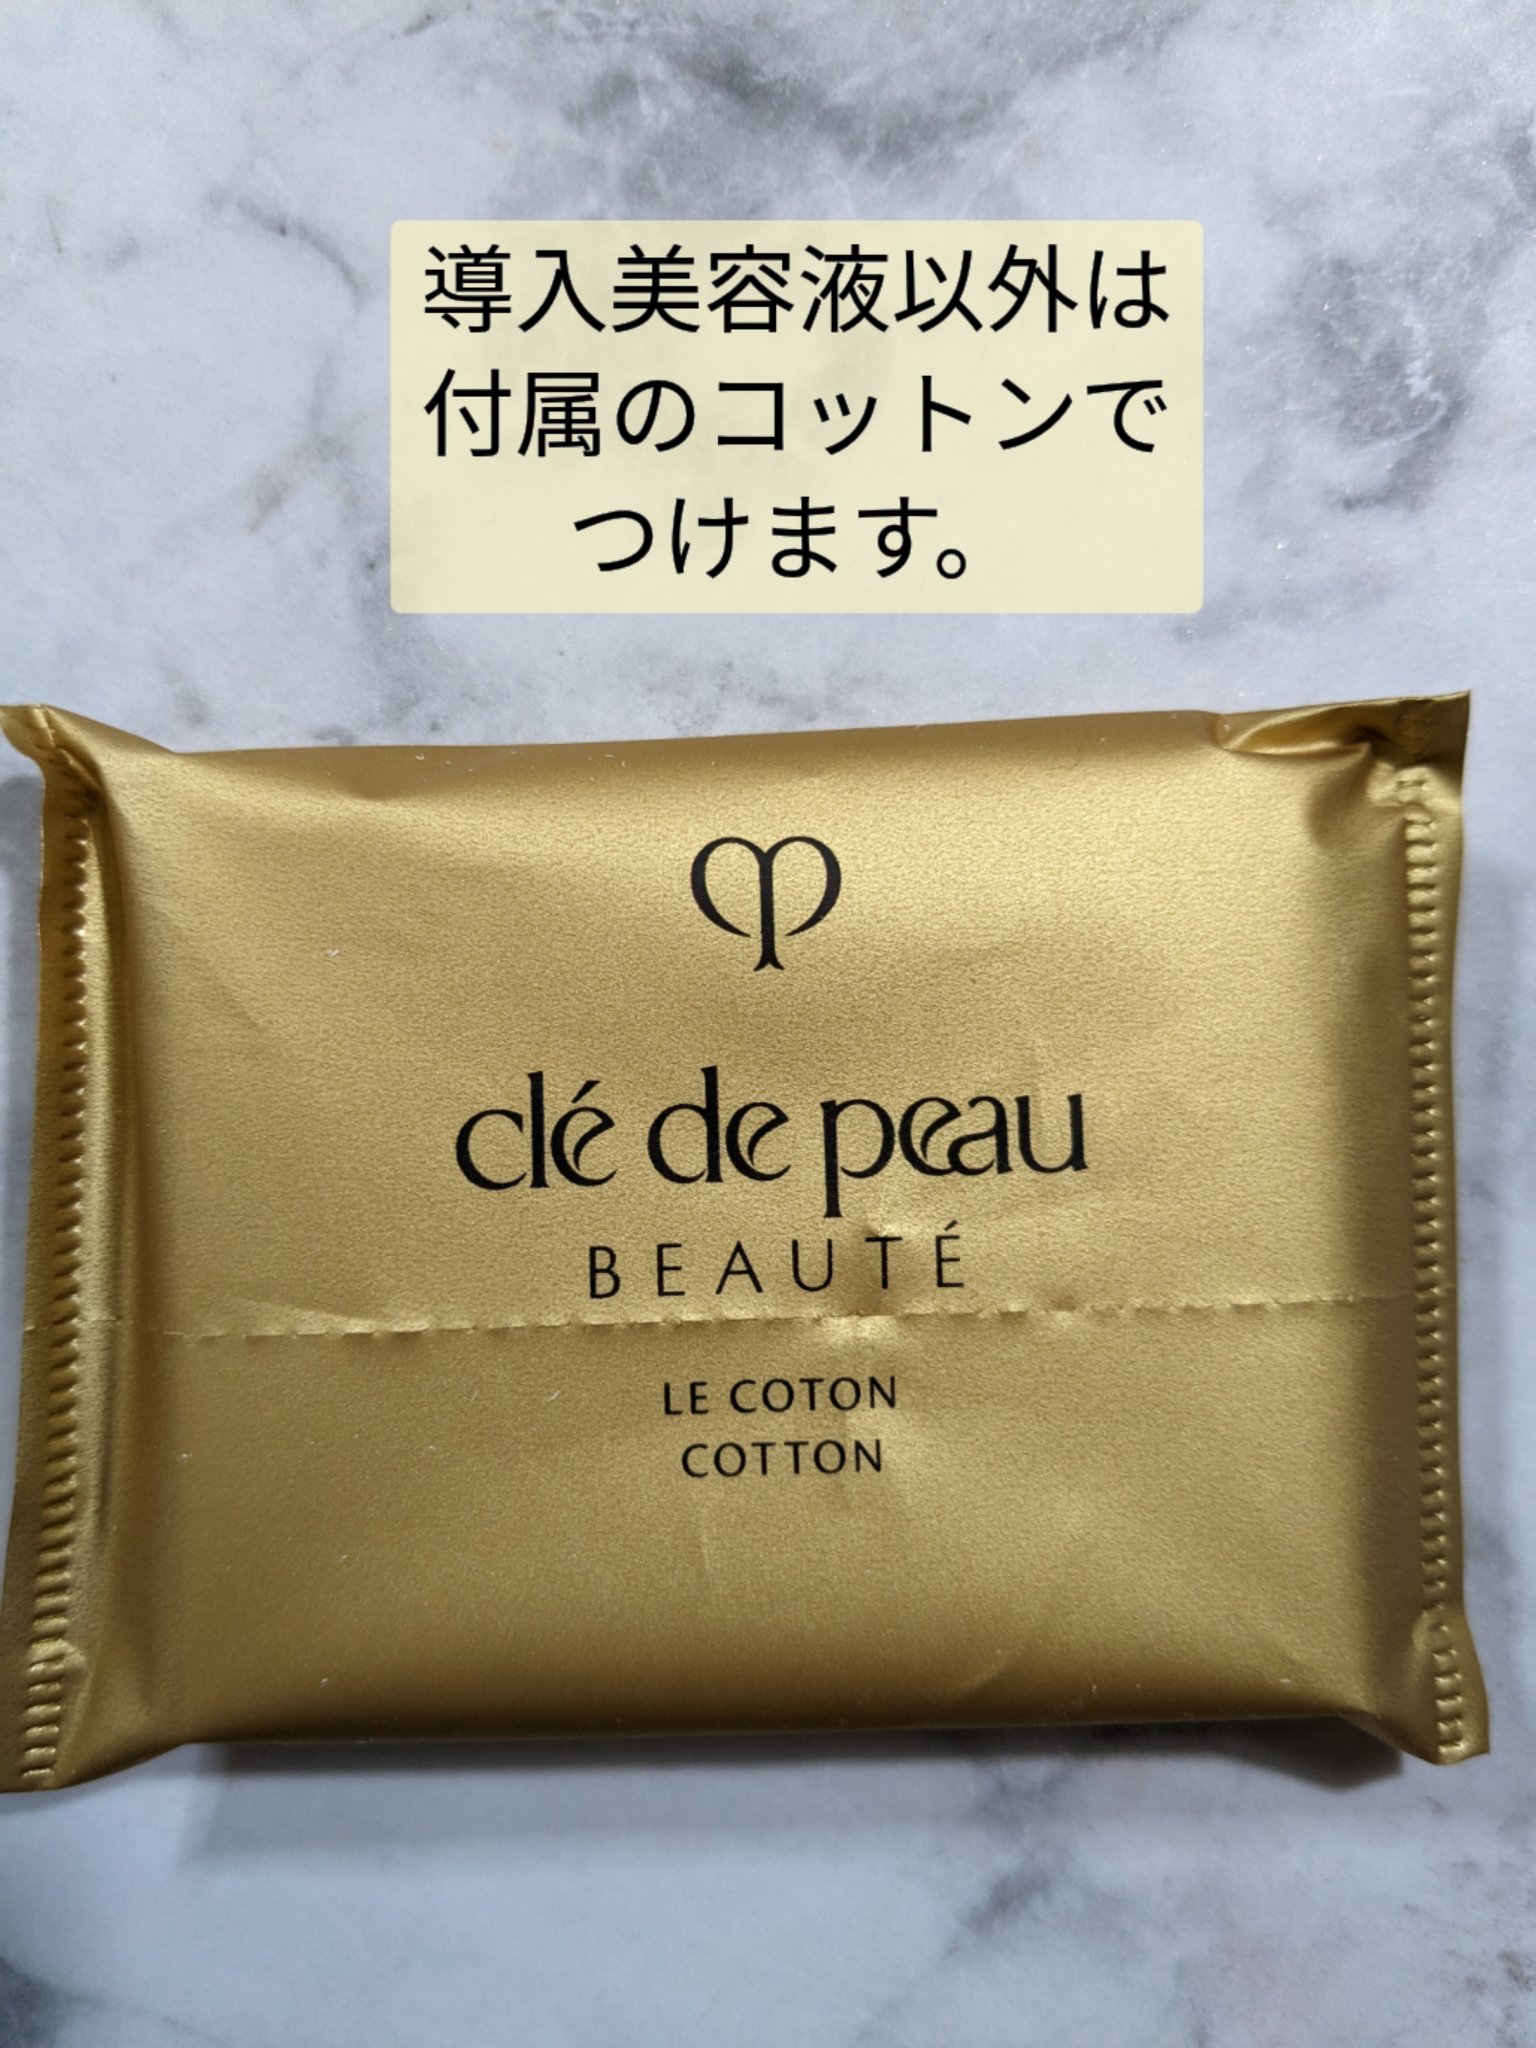 導入美容液以外は
付属のコットンで
つけます。
clé de peau
BEAUTÉ
LE COTON
COTTON